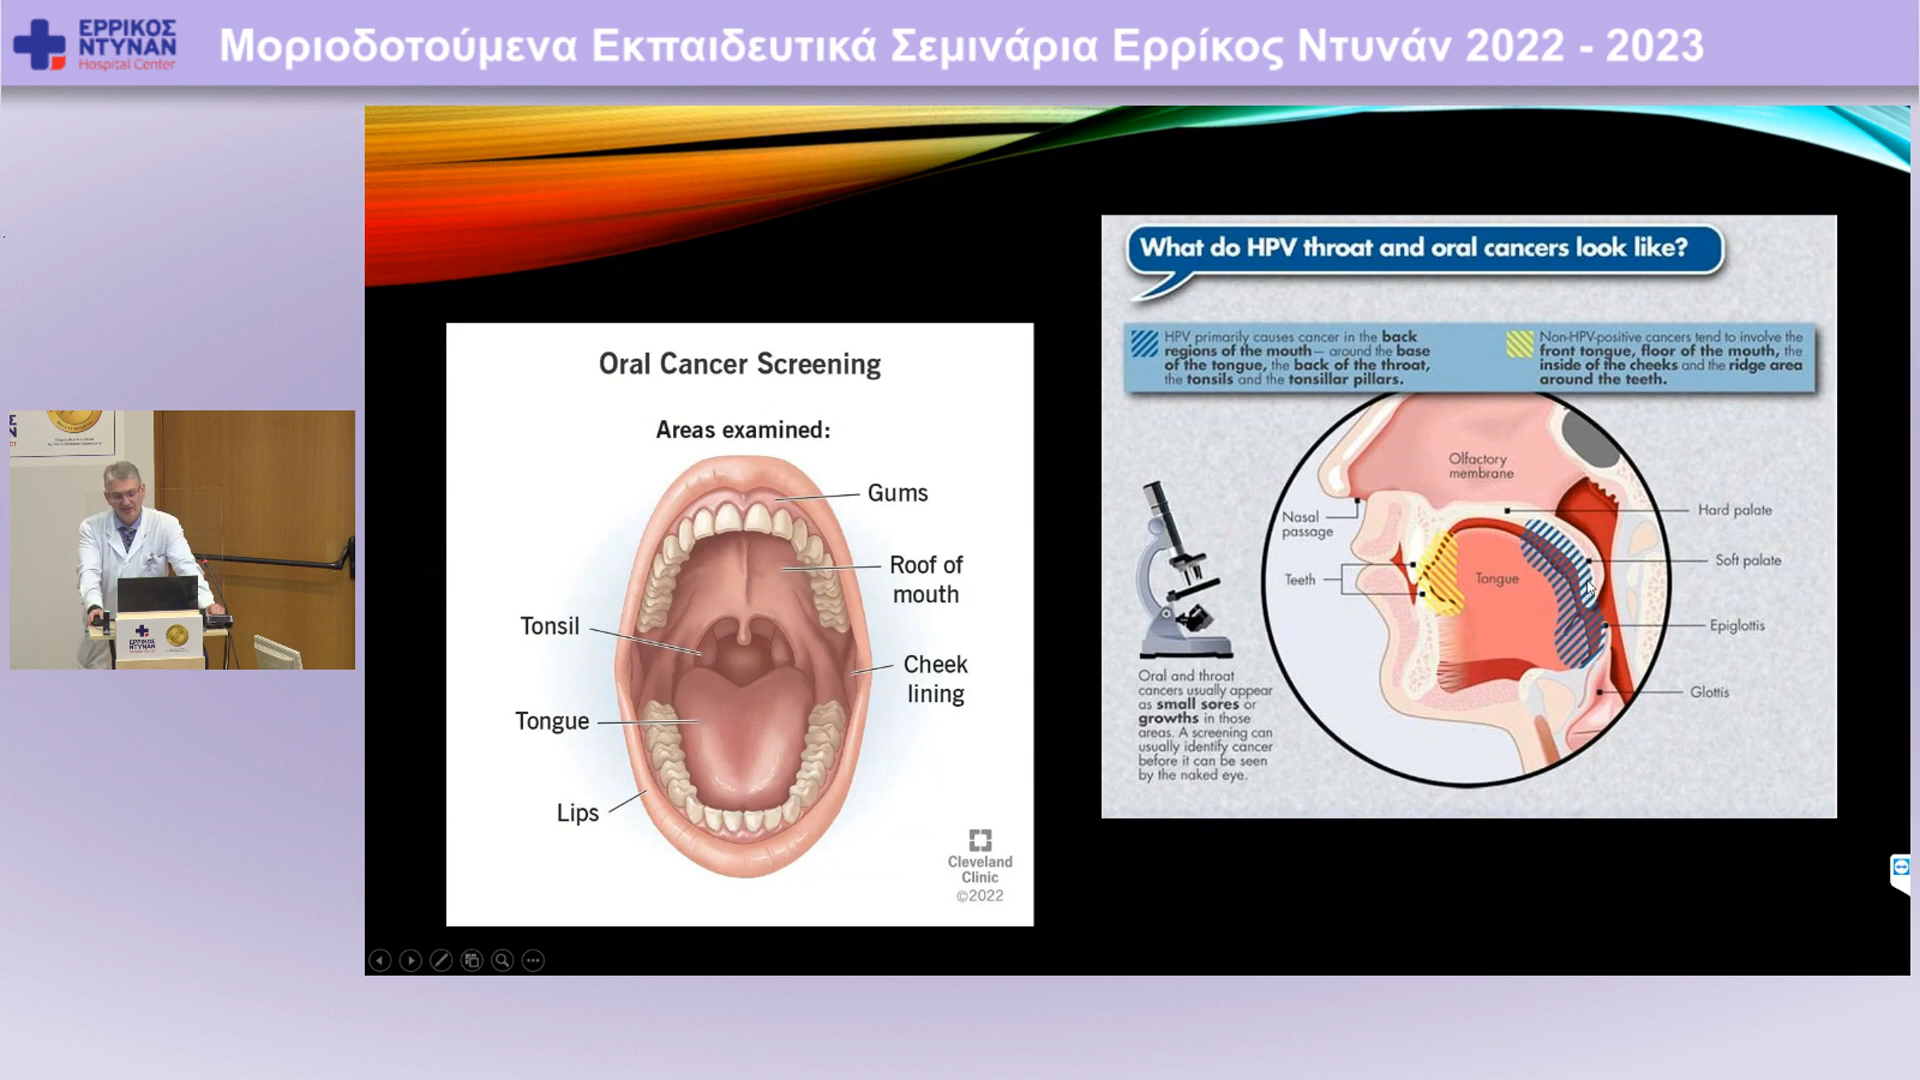 ΕΡΡΙΚΟΣ
ΝΤΥΝΑΝ
Hospital Center
Μοριοδοτούμενα Εκπαιδευτικά Σεμινάρια Ερρίκος Ντυνάν 2022 - 2023
Oral Cancer Screening
Areas examined:
Gums
Roof of
mouth
Tonsil
Cheek
lining
Tongue
Lips
Cleveland
Clinic
©2022
What do HPV throat and oral cancers look like?
HPV primarily causes cancer in the back
regions of the mouth— around the base
of the tongue, the back of the throat,
the tonsils and the tonsillar pillars.
Non-HPV-positive cancers tend to involve the
front tongue, floor of the mouth, the
inside of the cheeks and the ridge area
around the teeth.
Olfactory
membrane
Nasal
passage
Hard palate
Soft palate
Teeth
Tongue
Epiglottis
Glottis
Oral and throat
cancers usually appear
as small sores or
growths in those
areas. A screening can
usually identify cancer
before it can be seen
by the naked eye.
ΕΡΡΙΚΟΣ
ΝΤΥΝΑΝ